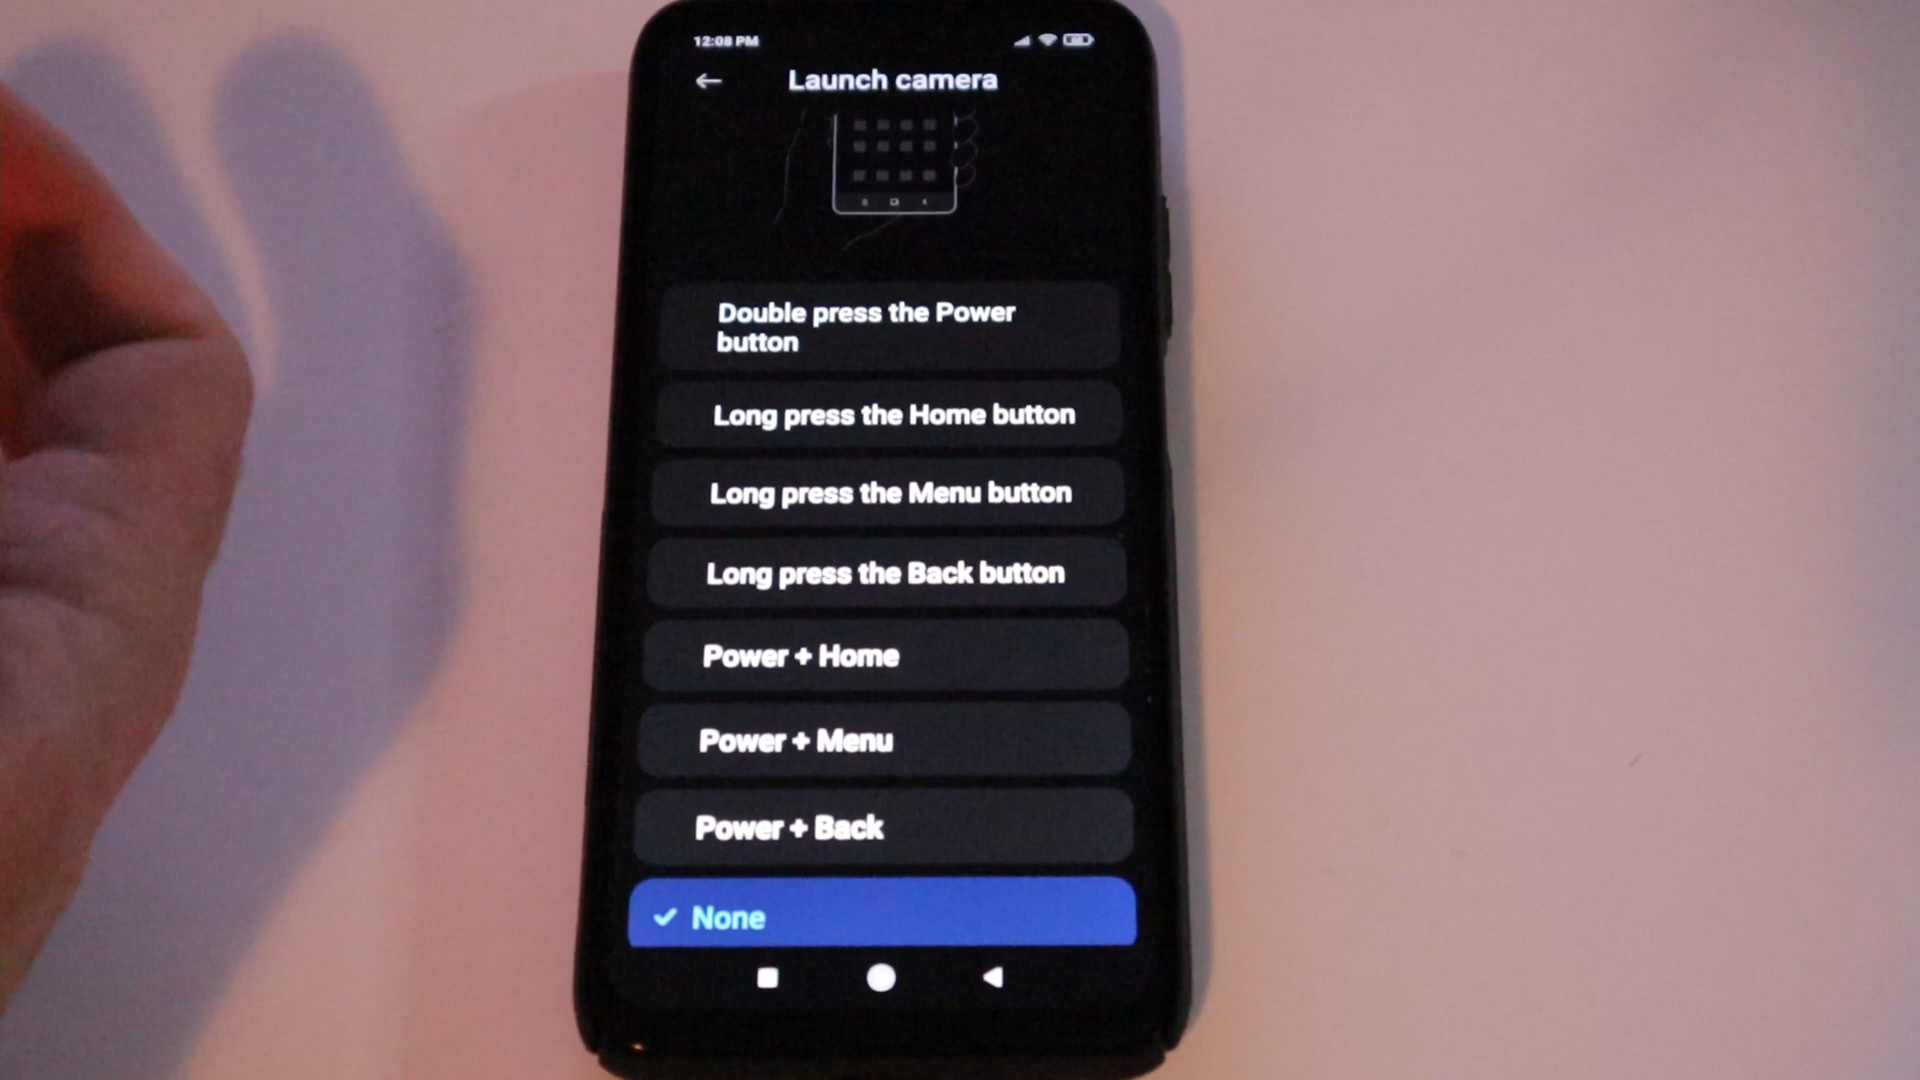 12:08 PM
Launch camera
Double press the Power
button
Long press the Home button
Long press the Menu button
Long press the Back button
Power + Home
Power + Menu
Power + Back
None